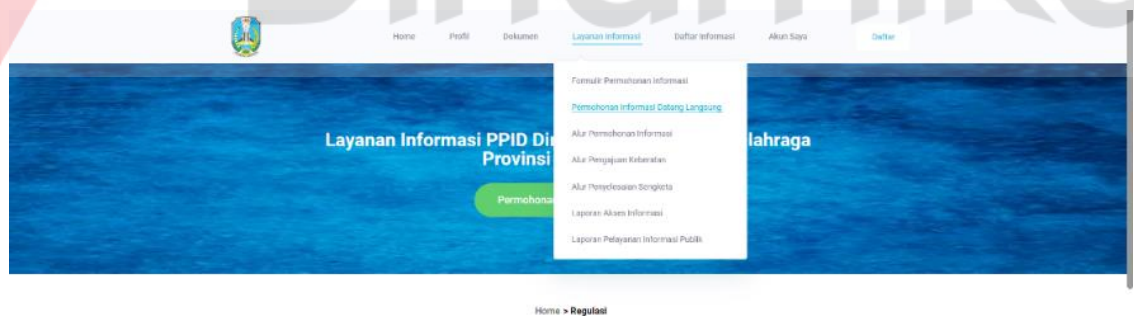 Home Profil Dokumen Layanan Informasi Daftar Informasi Akun Saya Daftar
Formulir Permohonan Informasi
Permohonan Informasi Datang Langsung
Alur Permohonan Informasi
Alur Pengajuan Keberatan
Alur Penyelesaian Sengketa
Laporan Akses Informasi
Laporan Pelayanan Informasi Publik
Layanan Informasi PPID Di lahraga
Provinsi
Permohona
Home > Regulasi